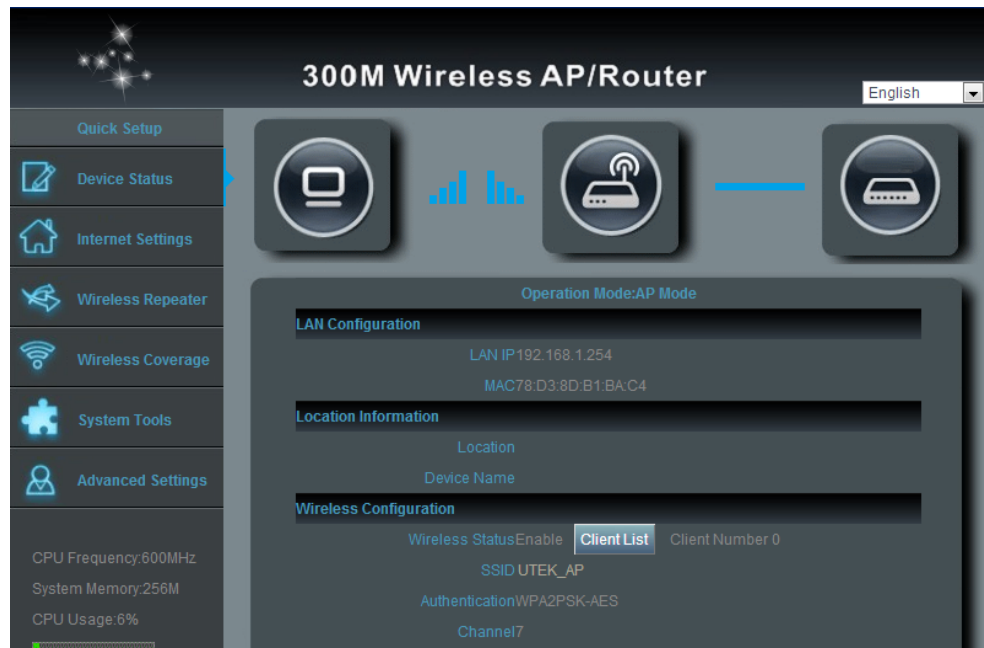 300M Wireless AP/Router
English
Quick Setup
Device Status
Internet Settings
Wireless Repeater
Wireless Coverage
System Tools
Advanced Settings
CPU Frequency:600MHz
System Memory:256M
CPU Usage:6%
Operation Mode:AP Mode
LAN Configuration
LAN IP192.168.1.254
MAC78:D3:8D:B1:BA:C4
Location Information
Location
Device Name
Wireless Configuration
Wireless StatusEnable Client List Client Number 0
SSID UTEK_AP
AuthenticationWPA2PSK-AES
Channel7